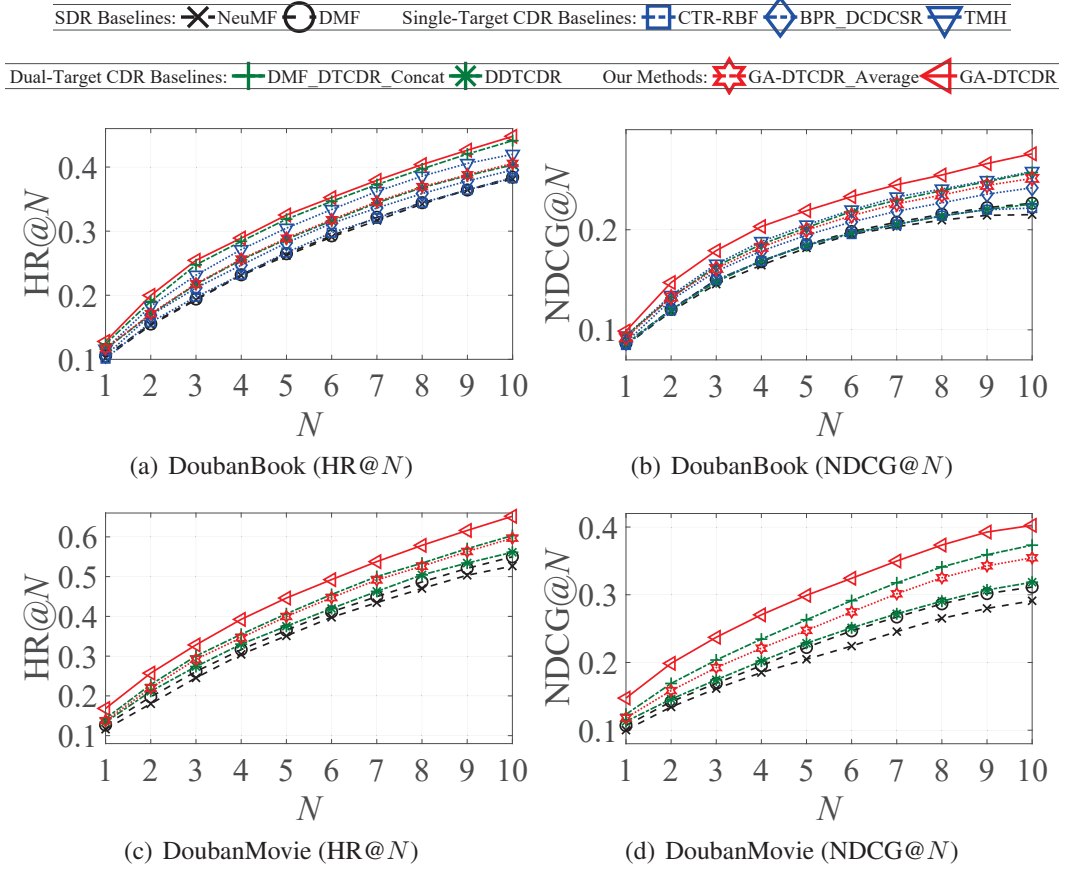 SDR Baselines: NeuMF DMF Single-Target CDR Baselines: CTR-RBF BPR_DCDCSR TMH
Dual-Target CDR Baselines: DMF_DTCDR_Concat DDTCDR Our Methods: GA-DTCDR_Average GA-DTCDR
HR@N
0.4
0.3
0.2
0.1
1 2 3 4 5 6 7 8 9 10
N
(a) DoubanBook (HR@N)
NDCG@N
0.2
0.1
1 2 3 4 5 6 7 8 9 10
N
(b) DoubanBook (NDCG@N)
HR@N
0.6
0.5
0.4
0.3
0.2
0.1
1 2 3 4 5 6 7 8 9 10
N
(c) DoubanMovie (HR@N)
NDCG@N
0.4
0.3
0.2
0.1
1 2 3 4 5 6 7 8 9 10
N
(d) DoubanMovie (NDCG@N)